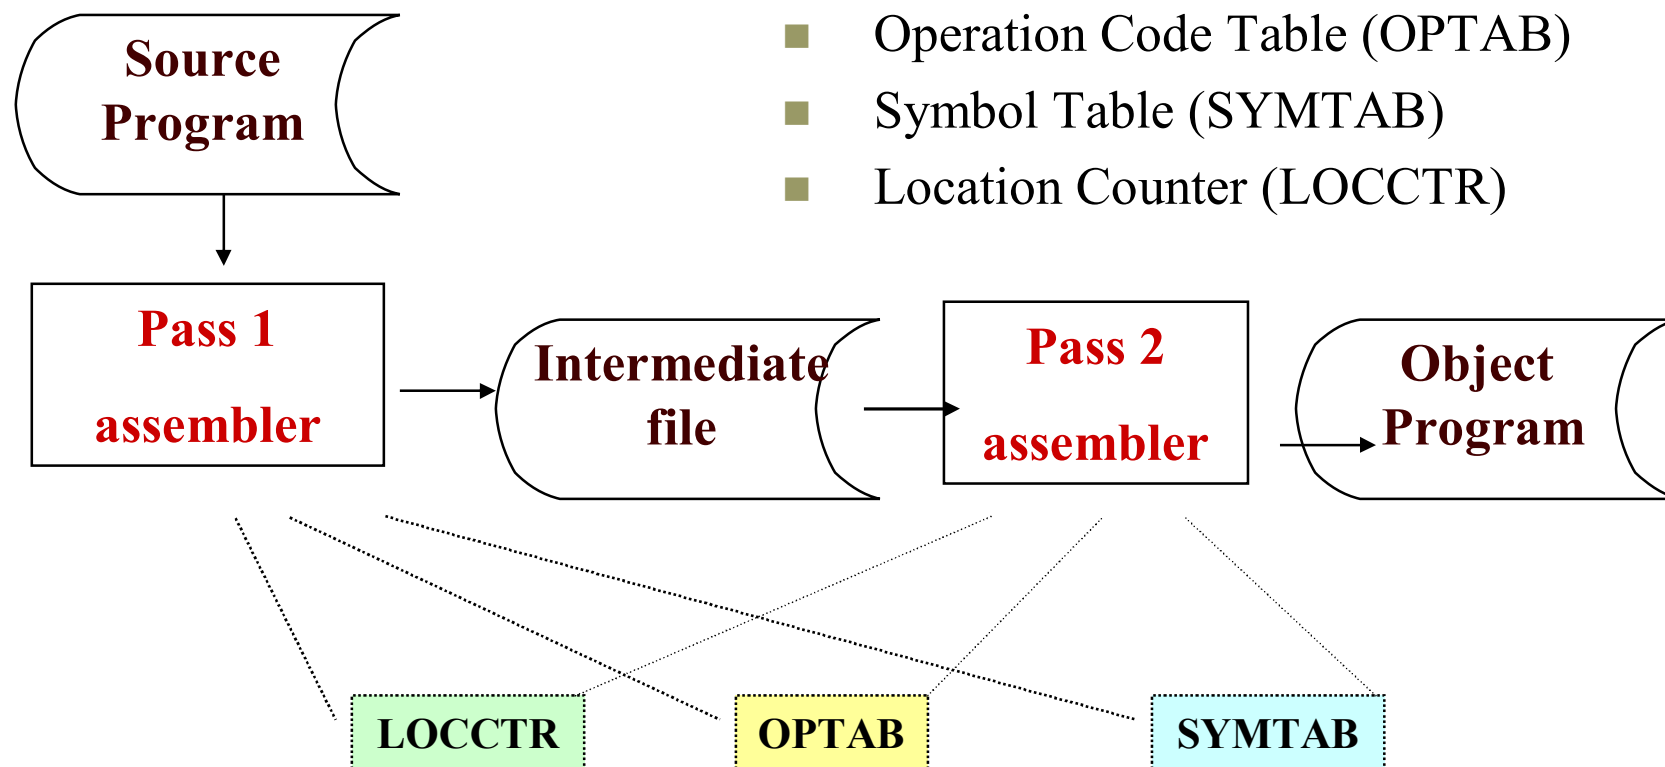 Source
Program
Operation Code Table (OPTAB)
Symbol Table (SYMTAB)
Location Counter (LOCCTR)
Pass 1
assembler
Intermediate
file
Pass 2
assembler
Object
Program
LOCCTR
OPTAB
SYMTAB